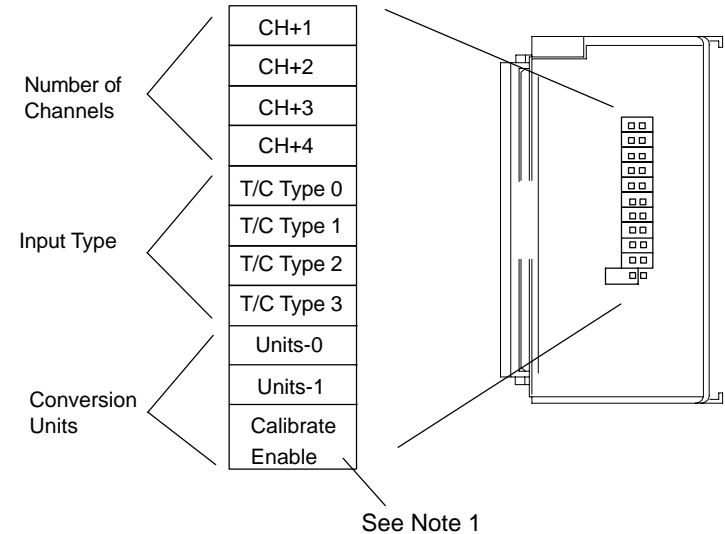 CH+1
CH+2
Number of
Channels
CH+3
CH+4
T/C Type 0
T/C Type 1
Input Type
T/C Type 2
T/C Type 3
Units-0
Units-1
Conversion
Units
Calibrate
Enable
See Note 1